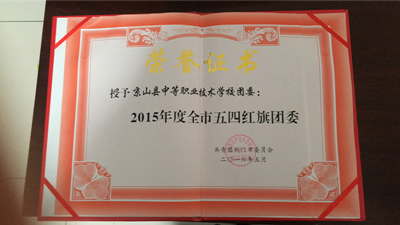 荣誉证书
授予京山县中等职业技术学校团委：
2015年度全市五四红旗团委
共青团荆门市委员会
二〇一六年五月